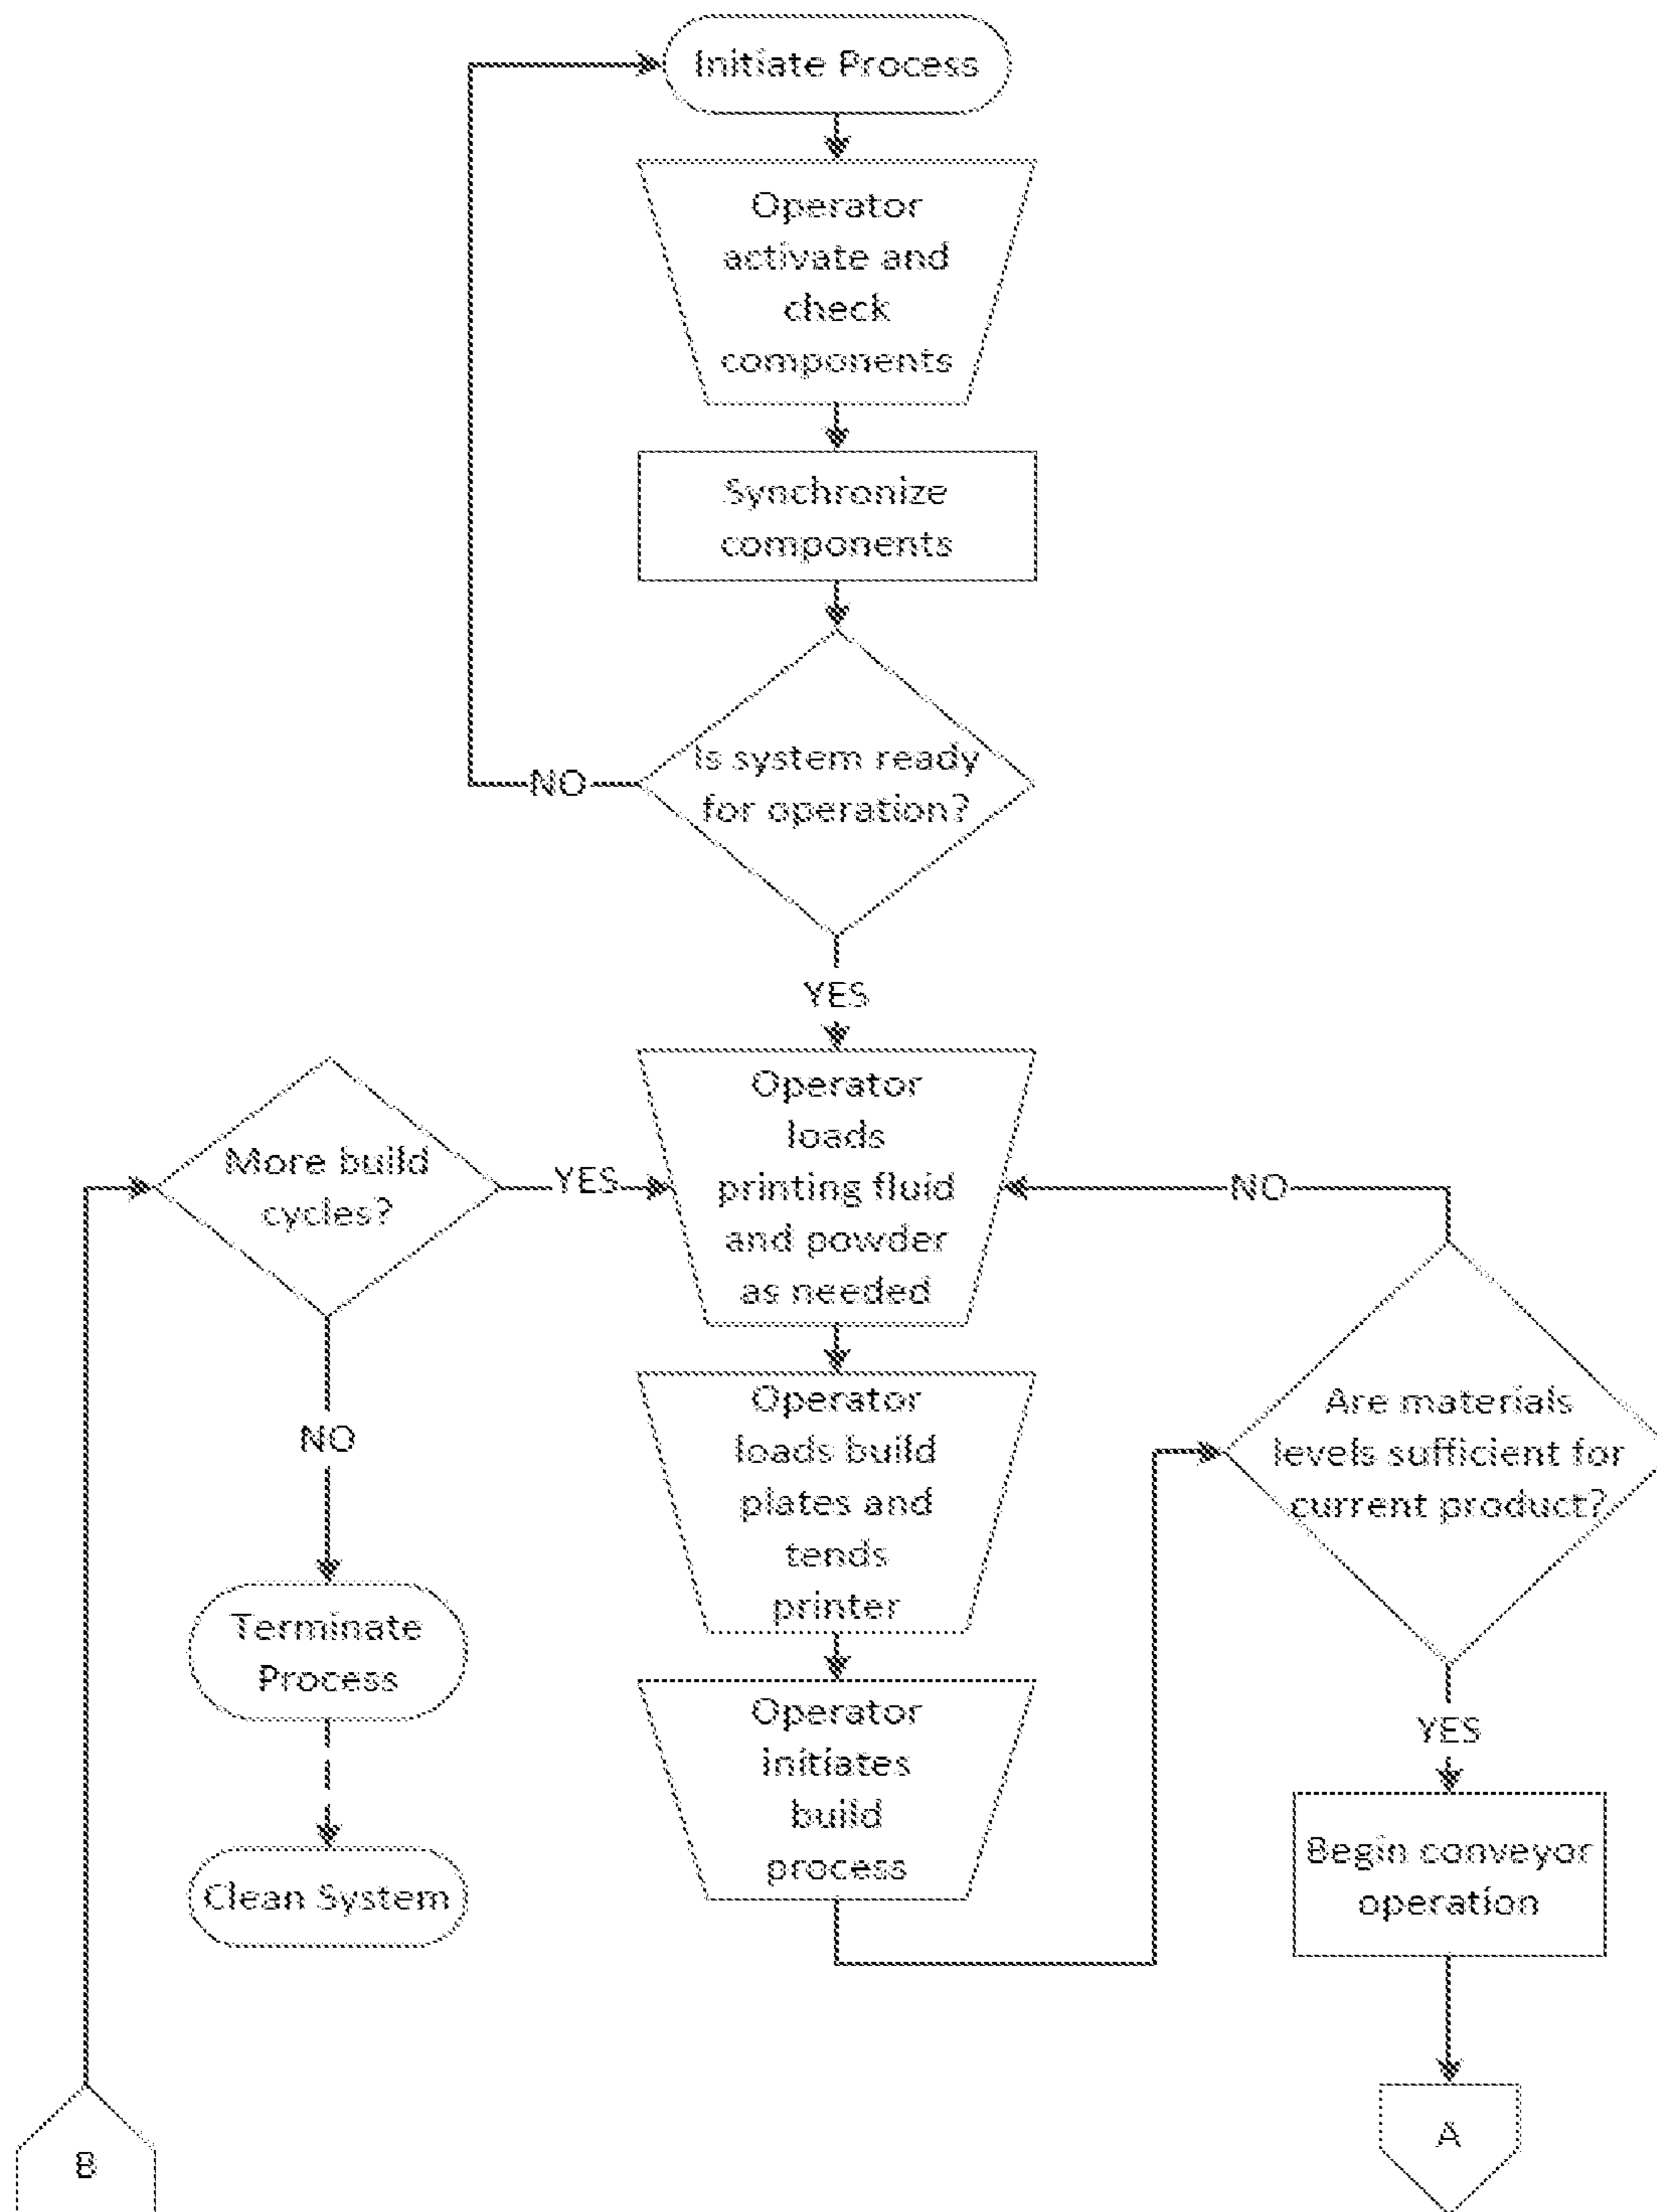 Initiate Process
Operator
activate and
check
components
Synchronize
components
Is system ready
for operation?
NO
YES
Operator
loads
printing fluid
and powder
as needed
More build
cycles?
YES
NO
NO
Operator
loads build
plates and
tends
printer
Are materials
levels sufficient for
current product?
Terminate
Process
Operator
initiates
build
process
YES
Clean System
Begin conveyor
operation
B
A